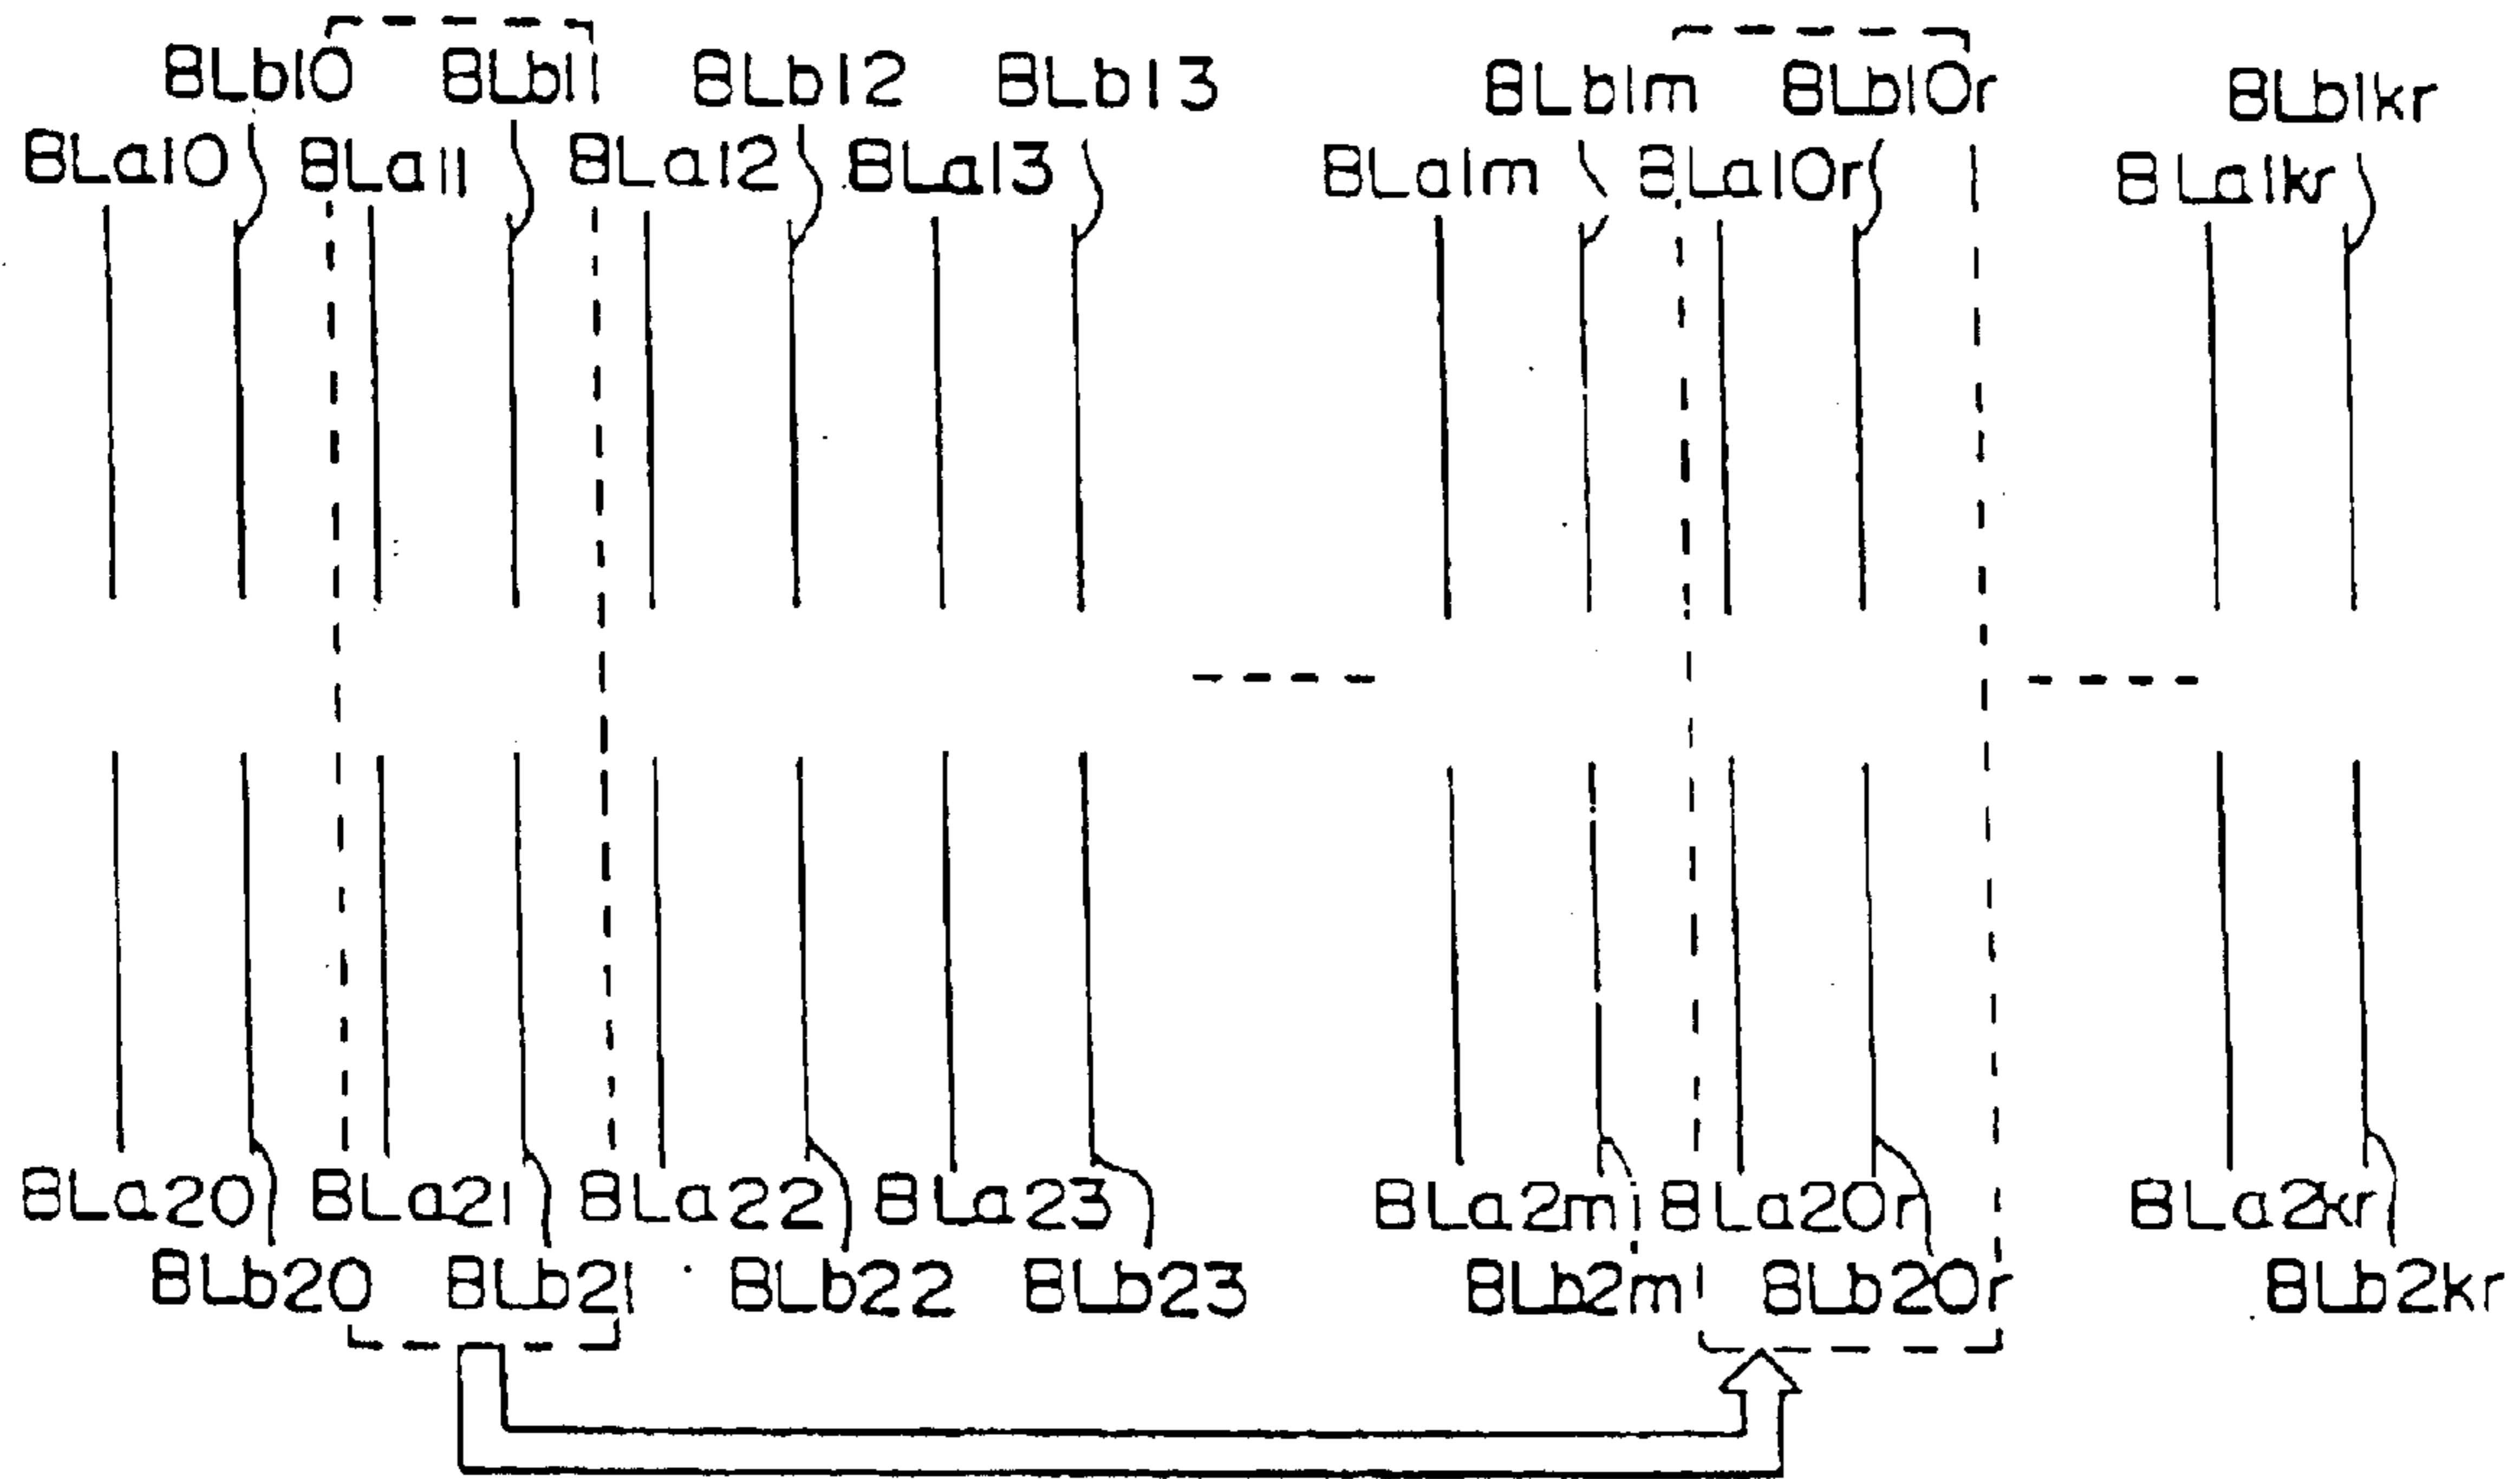 BLb10 BLb11 BLb12 BLb13 BLb1m BLb10r BLb1kr
BLa10 BLa11 BLa12 BLa13 BLa1m BLa10r BLa1kr
BLa20 BLa21 BLa22 BLa23 BLa2m BLa20r BLa2kr
BLb20 BLb21 BLb22 BLb23 BLb2m BLb20r BLb2kr